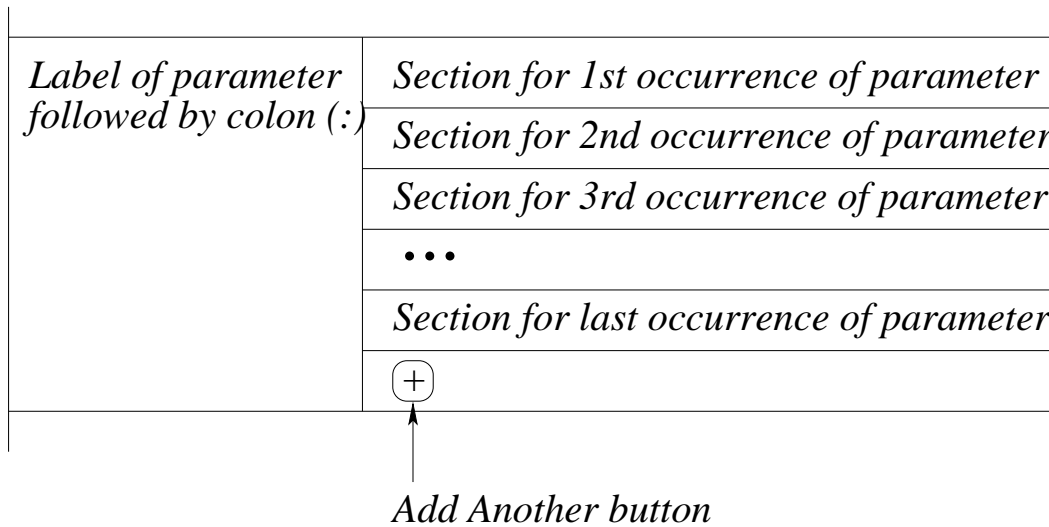 Label of parameter
followed by colon (:)
Section for 1st occurrence of parameter
Section for 2nd occurrence of parameter
Section for 3rd occurrence of parameter
•••
Section for last occurrence of parameter
+
Add Another button